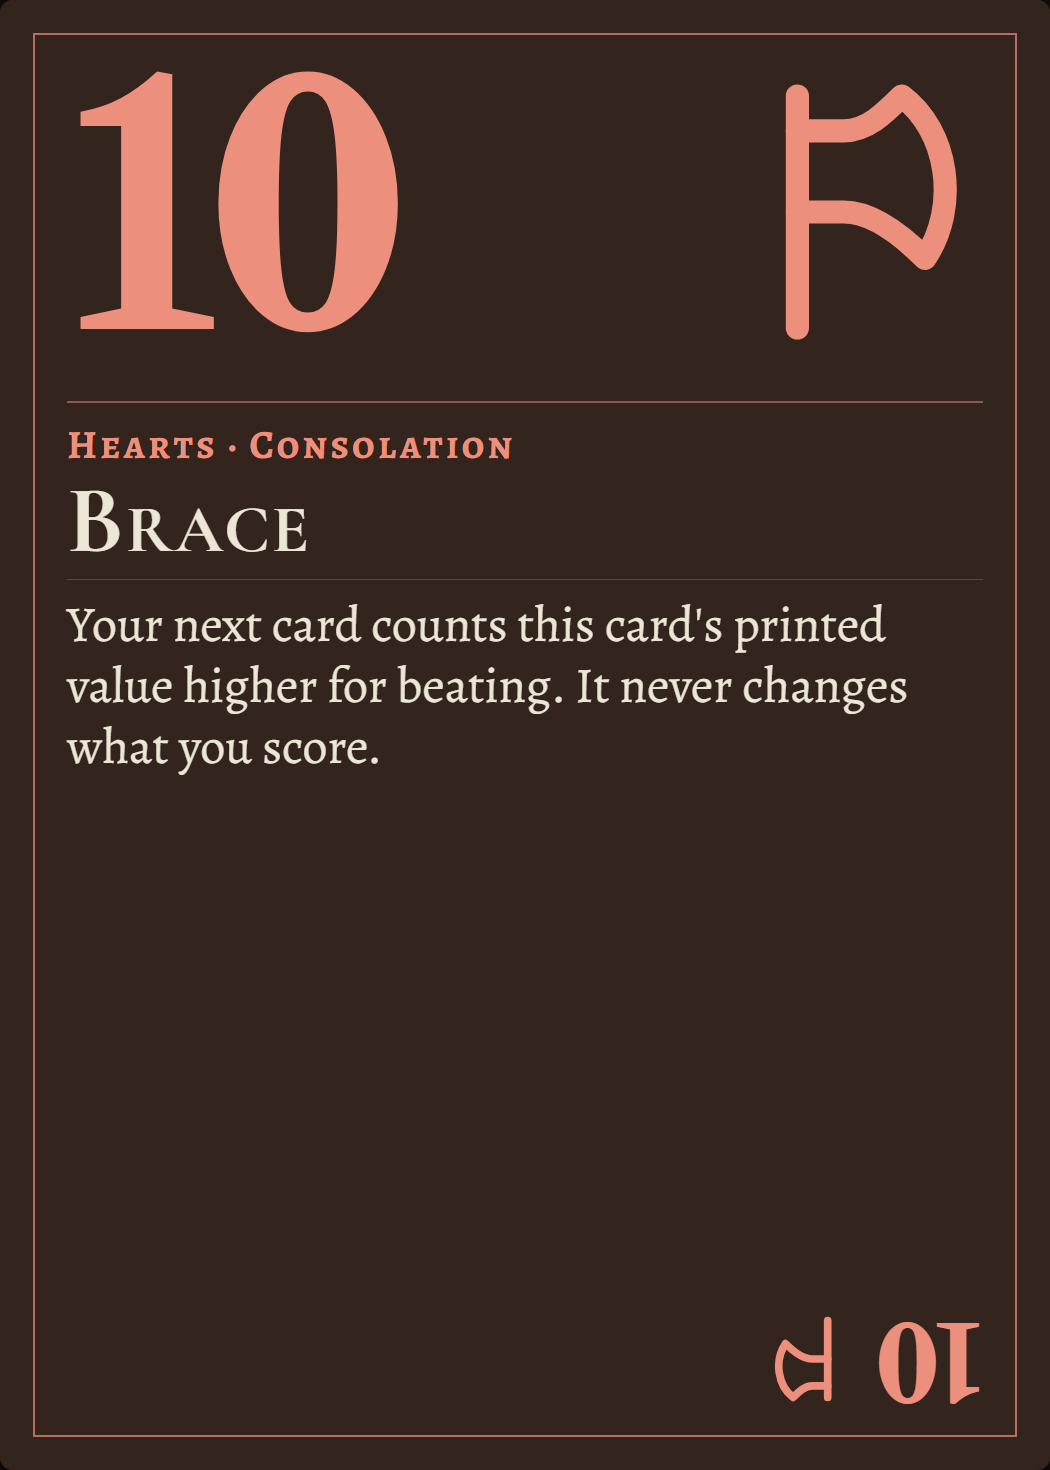 10
Hearts · Consolation
Brace
Your next card counts this card's printed
value higher for beating. It never changes
what you score.
10